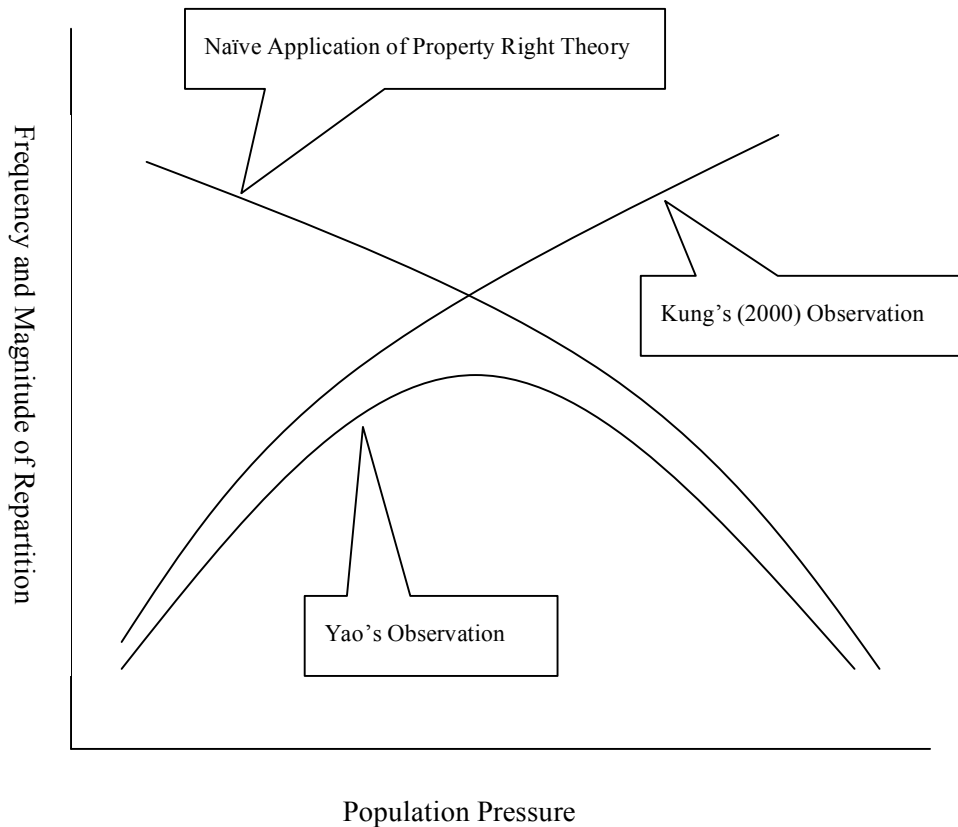 Naïve Application of Property Right Theory
Frequency and Magnitude of Repartition
Kung’s (2000) Observation
Yao’s Observation
Population Pressure